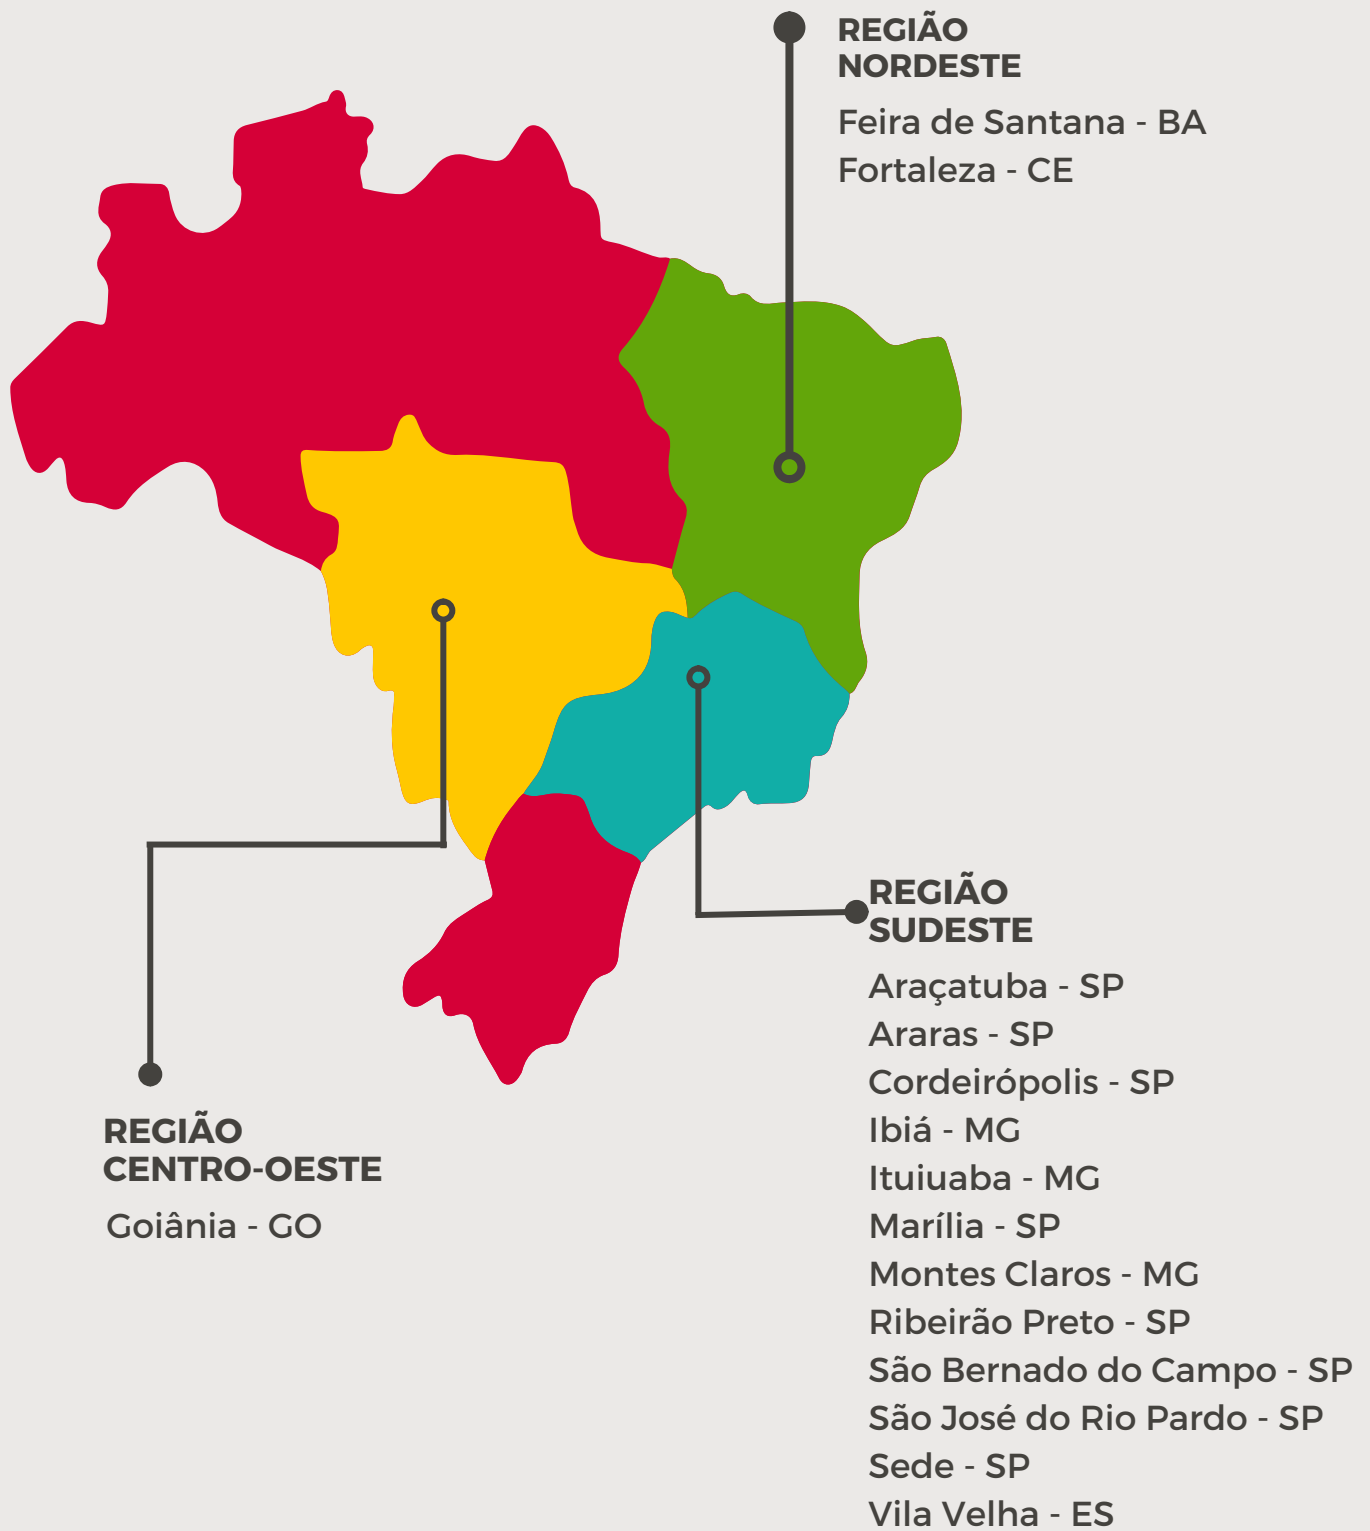 REGIÃO
NORDESTE
Feira de Santana - BA
Fortaleza - CE
REGIÃO
SUDESTE
Araçatuba - SP
Araras - SP
Cordeirópolis - SP
Ibiá - MG
Ituiuaba - MG
Marília - SP
Montes Claros - MG
Ribeirão Preto - SP
São Bernado do Campo - SP
São José do Rio Pardo - SP
Sede - SP
Vila Velha - ES
REGIÃO
CENTRO-OESTE
Goiânia - GO